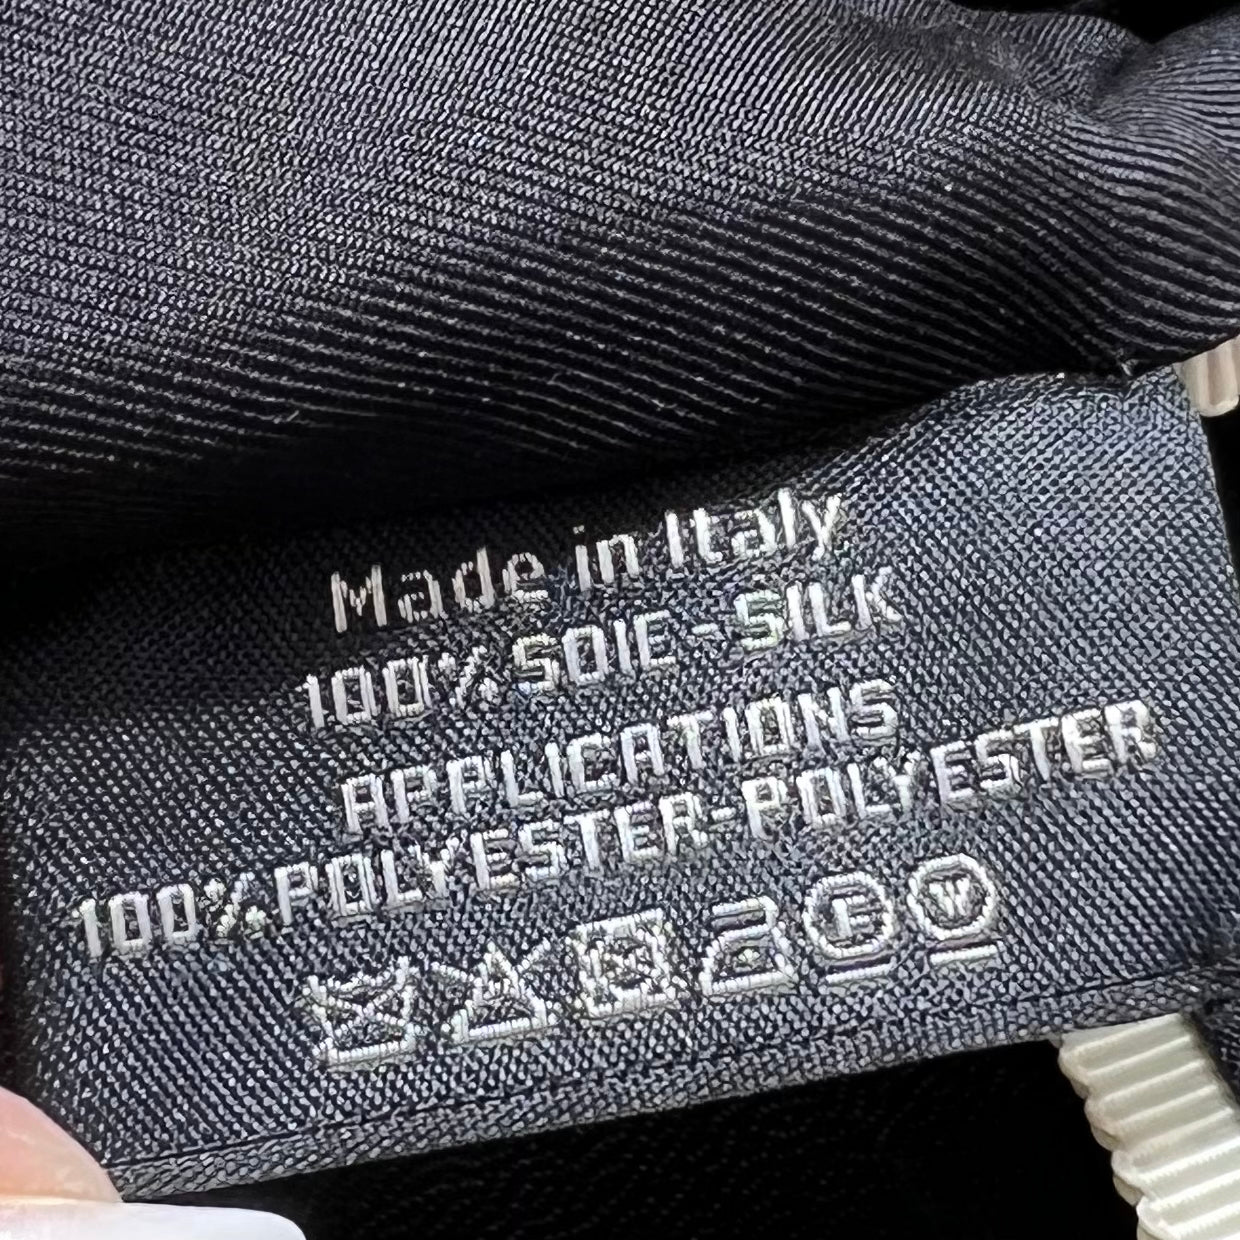 Made in Italy
100% SOIE - SILK
APPLICATIONS
100% POLYESTER-POLYESTER
F W